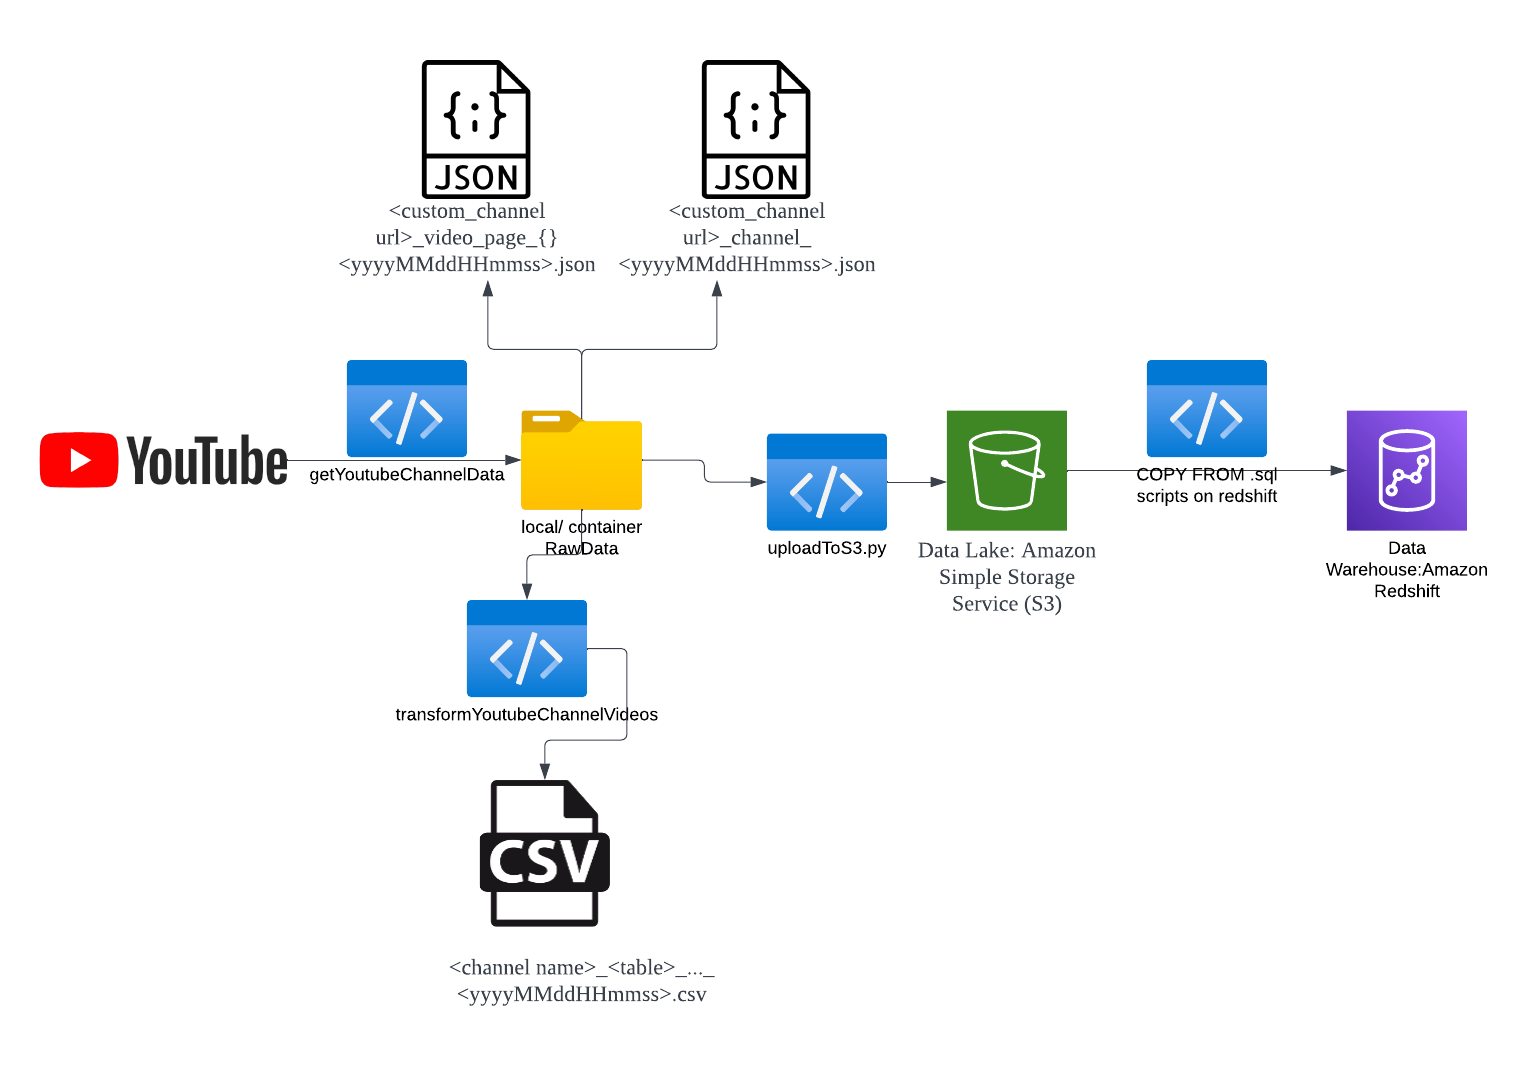 {;}
JSON
<custom_channel
url>_video_page_{}
<yyyyMMddHHmmss>.json
{;}
JSON
<custom_channel
url>_channel_
<yyyyMMddHHmmss>.json
YouTube
</>
getYoutubeChannelData
local/ container
RawData
</>
uploadToS3.py
Data Lake: Amazon
Simple Storage
Service (S3)
</>
COPY FROM .sql
scripts on redshift
Data
Warehouse:Amazon
Redshift
</>
transformYoutubeChannelVideos
CSV
<channel name>_<table>_..._
<yyyyMMddHHmmss>.csv